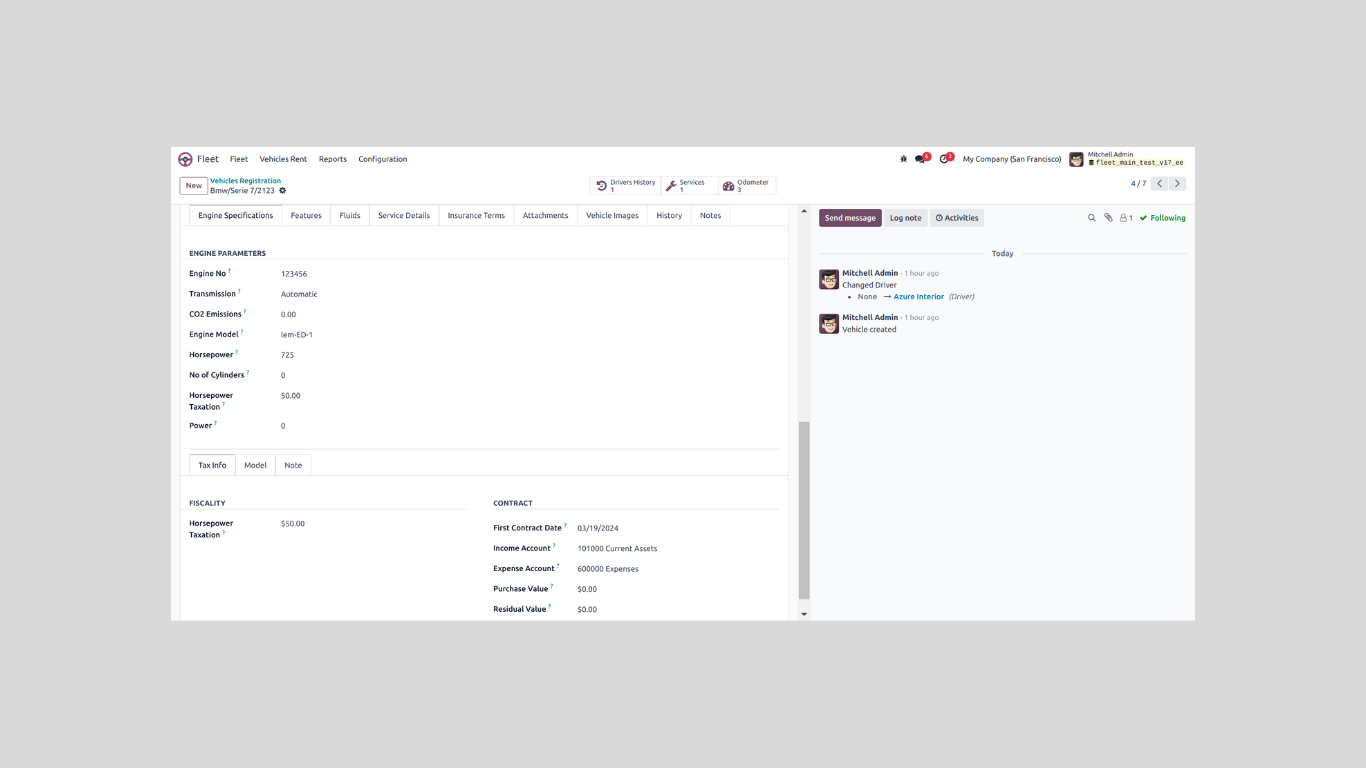 Fleet Fleet Vehicles Rent Reports Configuration
5 3 My Company (San Francisco) Mitchell Admin
fleet_main_test_v17_ee
New Vehicles Registration
Bmw/Serie 7/2123
Drivers History
1
Services
1
Odometer
3
4 / 7
Engine Specifications Features Fluids Service Details Insurance Terms Attachments Vehicle Images History Notes
ENGINE PARAMETERS
Engine No ? 123456
Transmission ? Automatic
CO2 Emissions ? 0.00
Engine Model ? lem-ED-1
Horsepower ? 725
No of Cylinders ? 0
Horsepower
Taxation ? 50.00
Power ? 0
Tax Info Model Note
FISCALITY
Horsepower
Taxation ? $50.00
CONTRACT
First Contract Date ? 03/19/2024
Income Account ? 101000 Current Assets
Expense Account ? 600000 Expenses
Purchase Value ? $0.00
Residual Value ? $0.00
Send message Log note Activities 1 Following
Today
Mitchell Admin - 1 hour ago
Changed Driver
• None → Azure Interior (Driver)
Mitchell Admin - 1 hour ago
Vehicle created